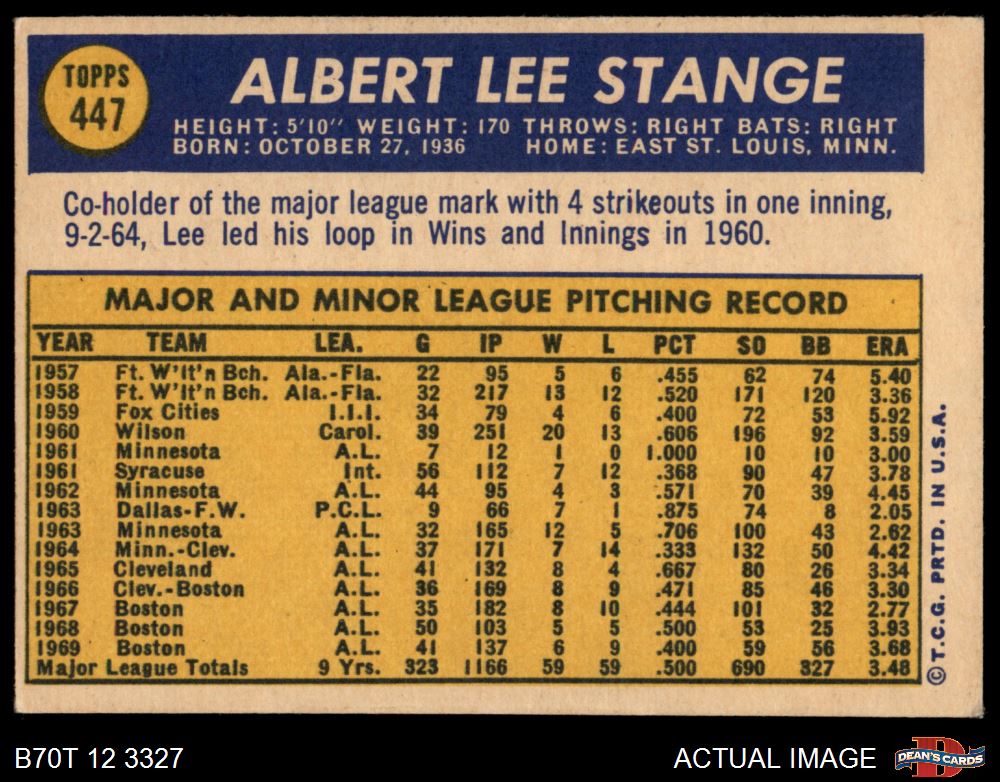 TOPPS
447
ALBERT LEE STANGE
HEIGHT: 5'10" WEIGHT: 170 THROWS: RIGHT BATS: RIGHT
BORN: OCTOBER 27, 1936 HOME: EAST ST. LOUIS, MINN.
Co-holder of the major league mark with 4 strikeouts in one inning,
9-2-64, Lee led his loop in Wins and Innings in 1960.
MAJOR AND MINOR LEAGUE PITCHING RECORD
YEAR TEAM LEA. G IP W L PCT SO BB ERA
1957 Ft. W'lt'n Bch. Ala.-Fla. 22 95 5 6 .455 62 74 5.40
1958 Ft. W'lt'n Bch. Ala.-Fla. 32 217 13 12 .520 171 120 3.36
1959 Fox Cities I.I.I. 34 79 4 6 .400 72 53 5.92
1960 Wilson Carol. 39 251 20 13 .606 196 92 3.59
1961 Minnesota A.L. 7 12 1 0 1.000 10 10 3.00
1961 Syracuse Int. 56 112 7 12 .368 90 47 3.78
1962 Minnesota A.L. 44 95 4 3 .571 70 39 4.45
1963 Dallas-F.W. P.C.L. 9 66 7 1 .875 74 8 2.05
1963 Minnesota A.L. 32 165 12 5 .706 100 43 2.62
1964 Minn.-Clev. A.L. 37 171 7 14 .333 132 50 4.42
1965 Cleveland A.L. 41 132 8 4 .667 80 26 3.34
1966 Clev.-Boston A.L. 36 169 8 9 .471 85 46 3.30
1967 Boston A.L. 35 182 8 10 .444 101 32 2.77
1968 Boston A.L. 50 103 5 5 .500 53 25 3.93
1969 Boston A.L. 41 137 6 9 .400 59 56 3.68
Major League Totals 9 Yrs. 323 1166 59 59 .500 690 327 3.48
© T.C.G. PRTD. IN U.S.A.
B70T 12 3327
ACTUAL IMAGE
D
DEAN'S CARDS